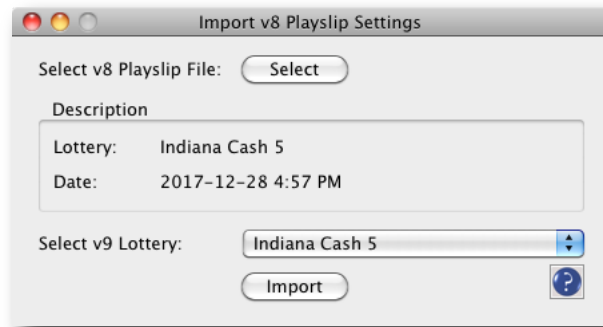 Import v8 Playslip Settings
Select v8 Playslip File: Select
Description
Lottery: Indiana Cash 5
Date: 2017-12-28 4:57 PM
Select v9 Lottery: Indiana Cash 5
Import ?